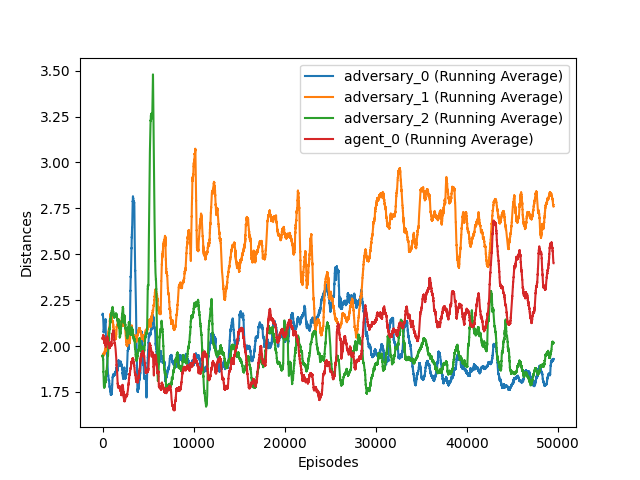 3.50
3.25
3.00
2.75
2.50
2.25
2.00
1.75
Distances
adversary_0 (Running Average)
adversary_1 (Running Average)
adversary_2 (Running Average)
agent_0 (Running Average)
0
10000
20000
30000
40000
50000
Episodes